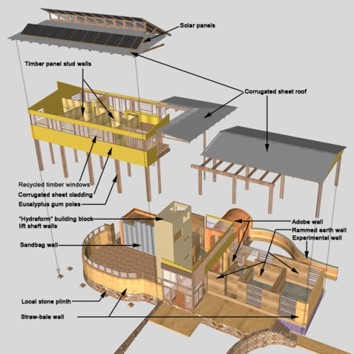 Solar panels
Timber panel stud walls
Corrugated sheet roof
Recycled timber windows
Corrugated sheet cladding
Eucalyptus gum poles
"Hydraform" building block
lift shaft walls
Adobe wall
Rammed earth wall
Experimental wall
Sandbag wall
Local stone plinth
Straw-bale wall